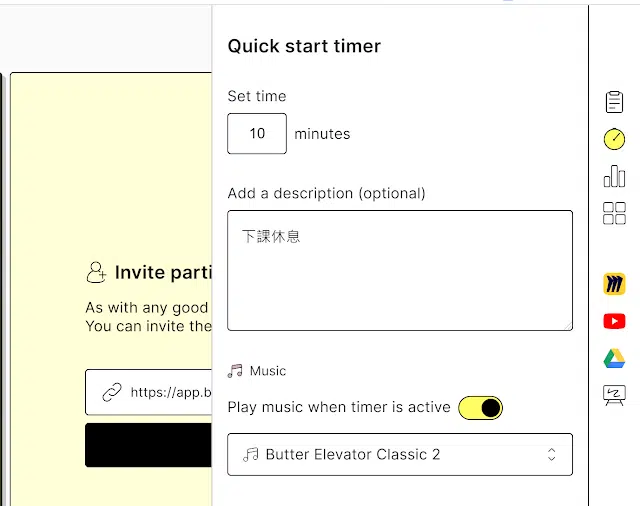 Quick start timer
Set time
10 minutes
Add a description (optional)
下課休息
Music
Play music when timer is active
Butter Elevator Classic 2
Invite parti
As with any good
You can invite the
https://app.b